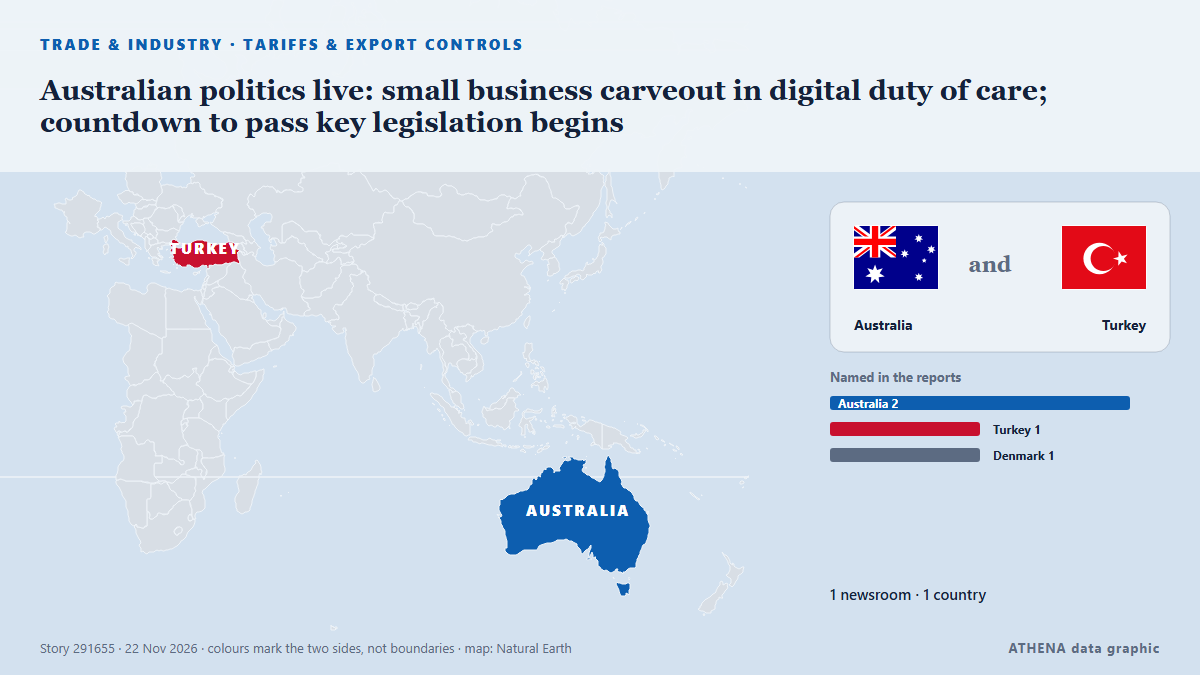 TRADE & INDUSTRY · TARIFFS & EXPORT CONTROLS
Australian politics live: small business carveout in digital duty of care;
countdown to pass key legislation begins
TURKEY
AUSTRALIA
and
Australia
Turkey
Named in the reports
Australia 2
Turkey 1
Denmark 1
1 newsroom · 1 country
Story 291655 · 22 Nov 2026 · colours mark the two sides, not boundaries · map: Natural Earth
ATHENA data graphic